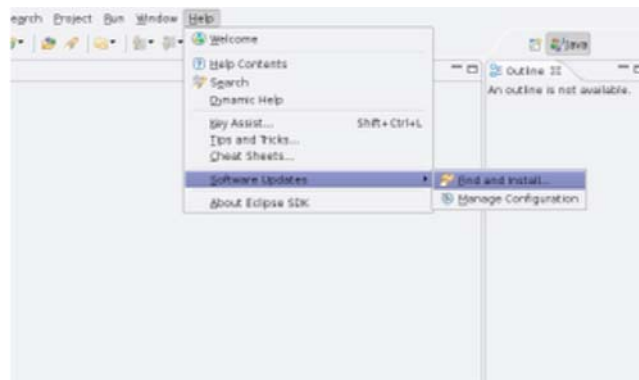 Search Project Run Window Help
Welcome
Help Contents
Search
Dynamic Help
Key Assist... Shift+Ctrl+L
Tips and Tricks...
Cheat Sheets...
Software Updates
About Eclipse SDK
Find and Install...
Manage Configuration
Java
Outline
An outline is not available.